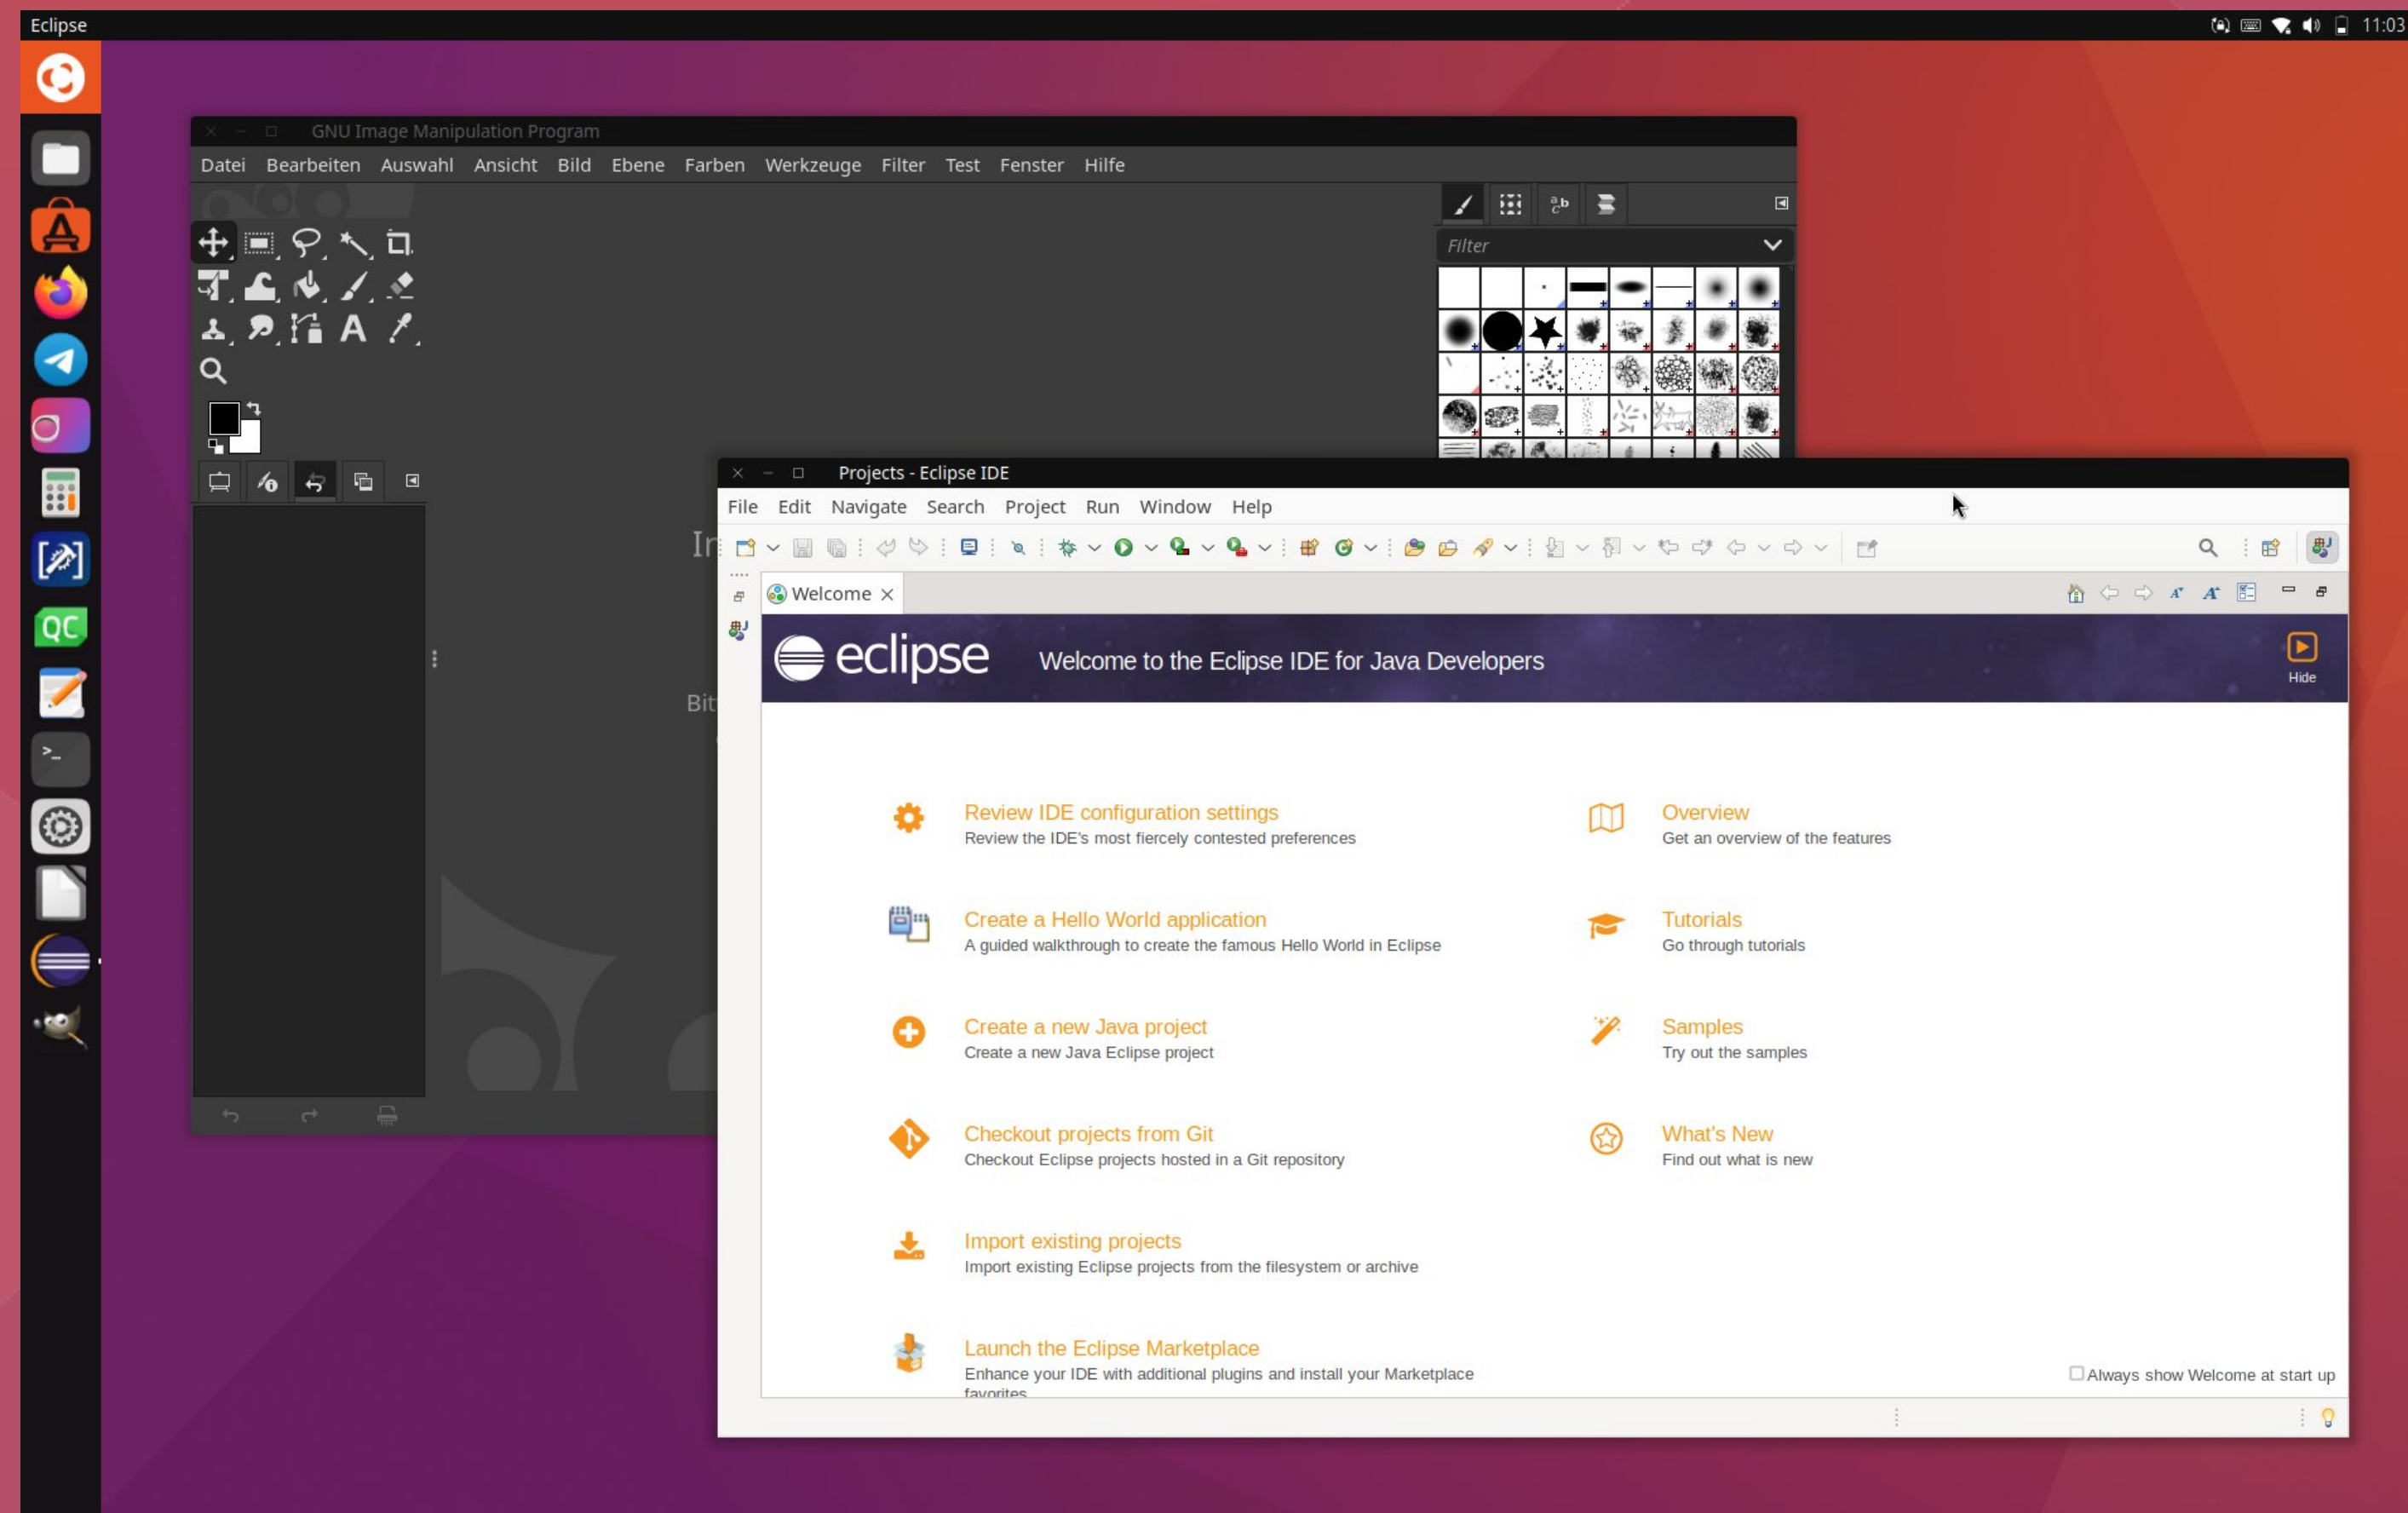 Eclipse
11:03
GNU Image Manipulation Program
Datei Bearbeiten Auswahl Ansicht Bild Ebene Farben Werkzeuge Filter Test Fenster Hilfe
Filter
Projects - Eclipse IDE
File Edit Navigate Search Project Run Window Help
Welcome
QC
eclipse
Welcome to the Eclipse IDE for Java Developers
Hide
Review IDE configuration settings
Review the IDE's most fiercely contested preferences
Overview
Get an overview of the features
Create a Hello World application
A guided walkthrough to create the famous Hello World in Eclipse
Tutorials
Go through tutorials
Create a new Java project
Create a new Java Eclipse project
Samples
Try out the samples
Checkout projects from Git
Checkout Eclipse projects hosted in a Git repository
What's New
Find out what is new
Import existing projects
Import existing Eclipse projects from the filesystem or archive
Launch the Eclipse Marketplace
Enhance your IDE with additional plugins and install your Marketplace
favorites
Always show Welcome at start up